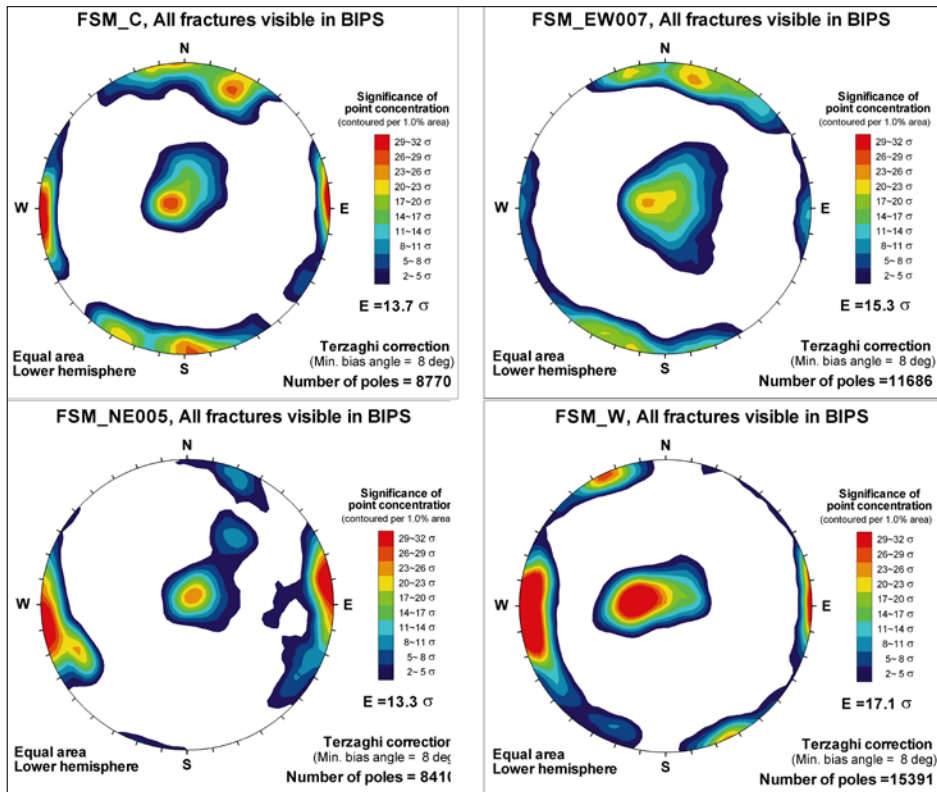 FSM_C, All fractures visible in BIPS
N
W
E
S
Significance of
point concentration
(contoured per 1.0% area)
29~32 σ
26~29 σ
23~26 σ
20~23 σ
17~20 σ
14~17 σ
11~14 σ
8~11 σ
5~ 8 σ
2~ 5 σ
E =13.7 σ
Equal area
Lower hemisphere
Terzaghi correction
(Min. bias angle = 8 deg)
Number of poles = 8770
FSM_EW007, All fractures visible in BIPS
N
W
E
S
Significance of
point concentration
(contoured per 1.0% area)
29~32 σ
26~29 σ
23~26 σ
20~23 σ
17~20 σ
14~17 σ
11~14 σ
8~11 σ
5~ 8 σ
2~ 5 σ
E =15.3 σ
Equal area
Lower hemisphere
Terzaghi correction
(Min. bias angle = 8 deg)
Number of poles =11686
FSM_NE005, All fractures visible in BIPS
N
W
E
S
Significance of
point concentration
(contoured per 1.0% area
29~32 σ
26~29 σ
23~26 σ
20~23 σ
17~20 σ
14~17 σ
11~14 σ
8~11 σ
5~ 8 σ
2~ 5 σ
E =13.3 σ
Equal area
Lower hemisphere
Terzaghi correction
(Min. bias angle = 8 deg
Number of poles = 8410
FSM_W, All fractures visible in BIPS
N
W
E
S
Significance of
point concentration
(contoured per 1.0% area)
29~32 σ
26~29 σ
23~26 σ
20~23 σ
17~20 σ
14~17 σ
11~14 σ
8~11 σ
5~ 8 σ
2~ 5 σ
E =17.1 σ
Equal area
Lower hemisphere
Terzaghi correction
(Min. bias angle = 8 deg)
Number of poles =15391